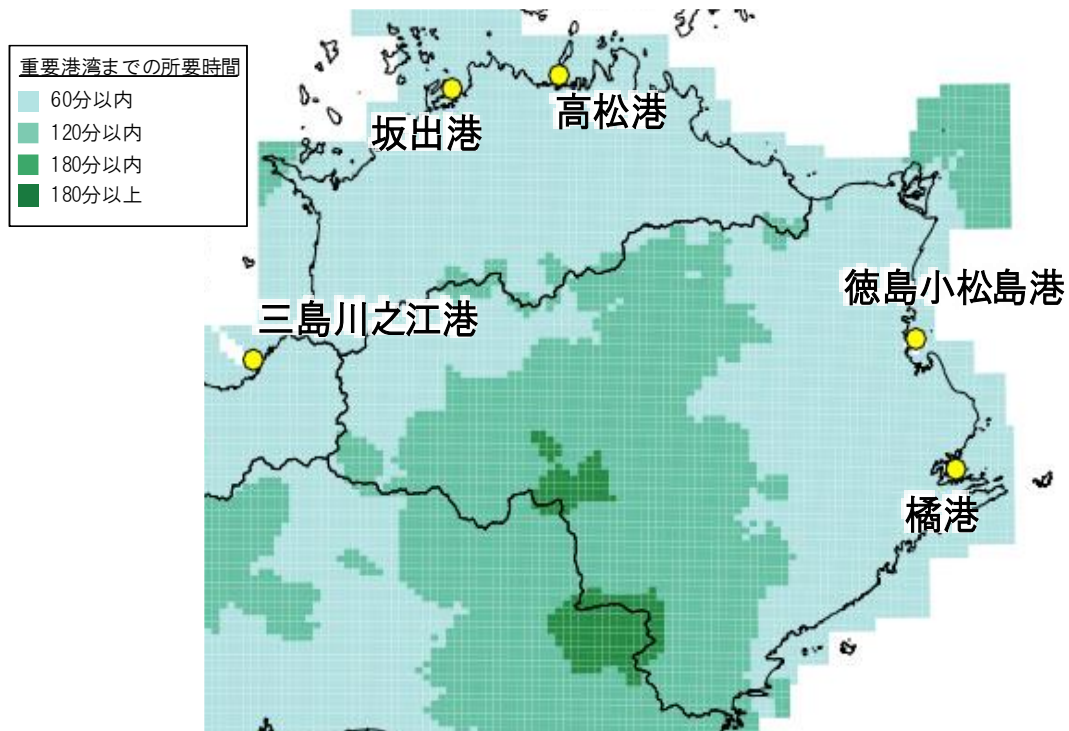 重要港湾までの所要時間
60分以内
120分以内
180分以内
180分以上
高松港
坂出港
徳島小松島港
三島川之江港
橘港